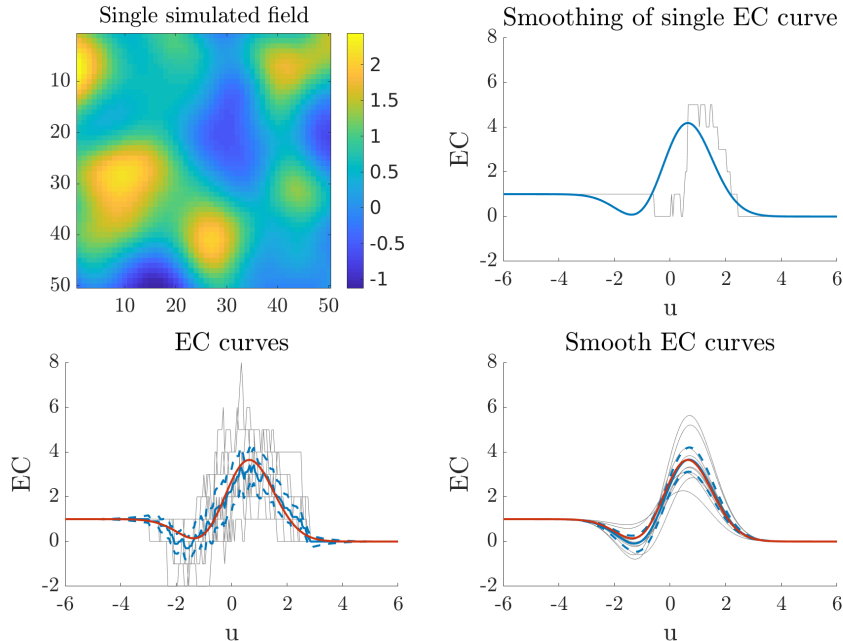 Single simulated field
10
20
30
40
50
10 20 30 40 50
2
1.5
1
0.5
0
-0.5
-1
Smoothing of single EC curve
8
6
4
2
0
-2
EC
-6 -4 -2 0 2 4 6
u
EC curves
8
6
4
2
0
-2
EC
-6 -4 -2 0 2 4 6
u
Smooth EC curves
8
6
4
2
0
-2
EC
-6 -4 -2 0 2 4 6
u